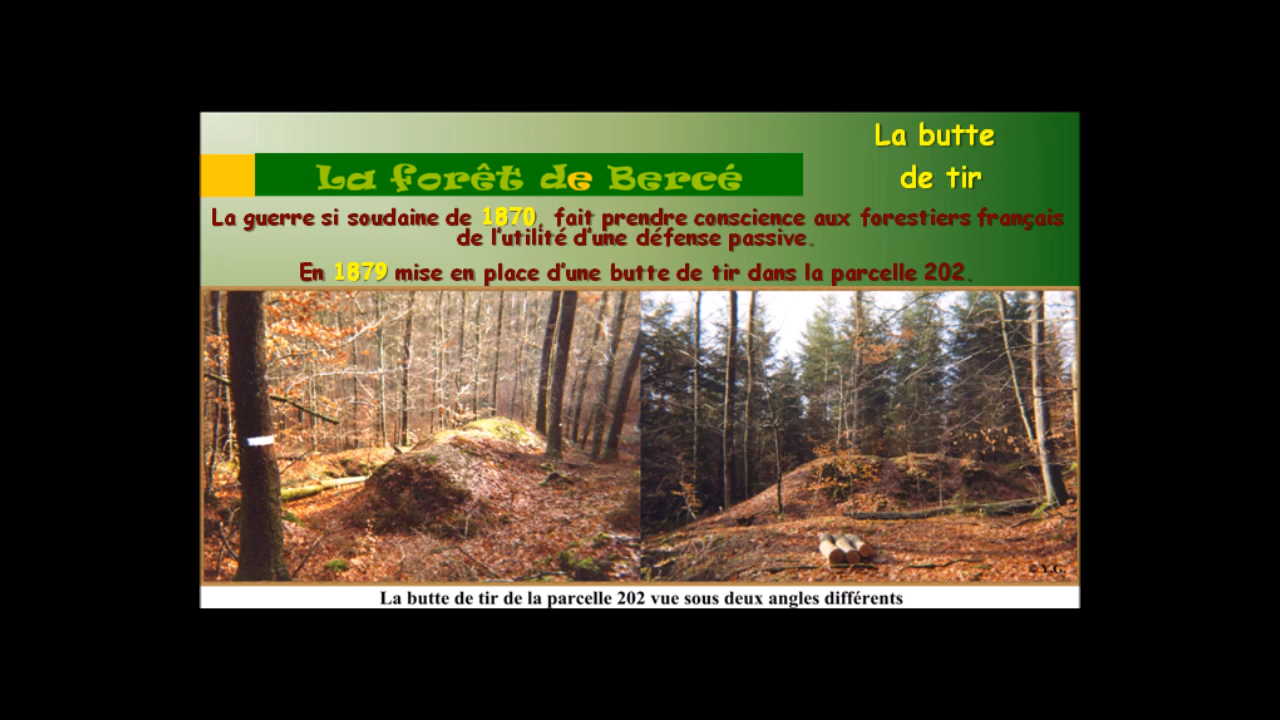 La butte
de tir
La forêt de Bercé
La guerre si soudaine de 1870, fait prendre conscience aux forestiers français
de l'utilité d'une défense passive.
En 1879 mise en place d'une butte de tir dans la parcelle 202.
© Y.G.
La butte de tir de la parcelle 202 vue sous deux angles différents